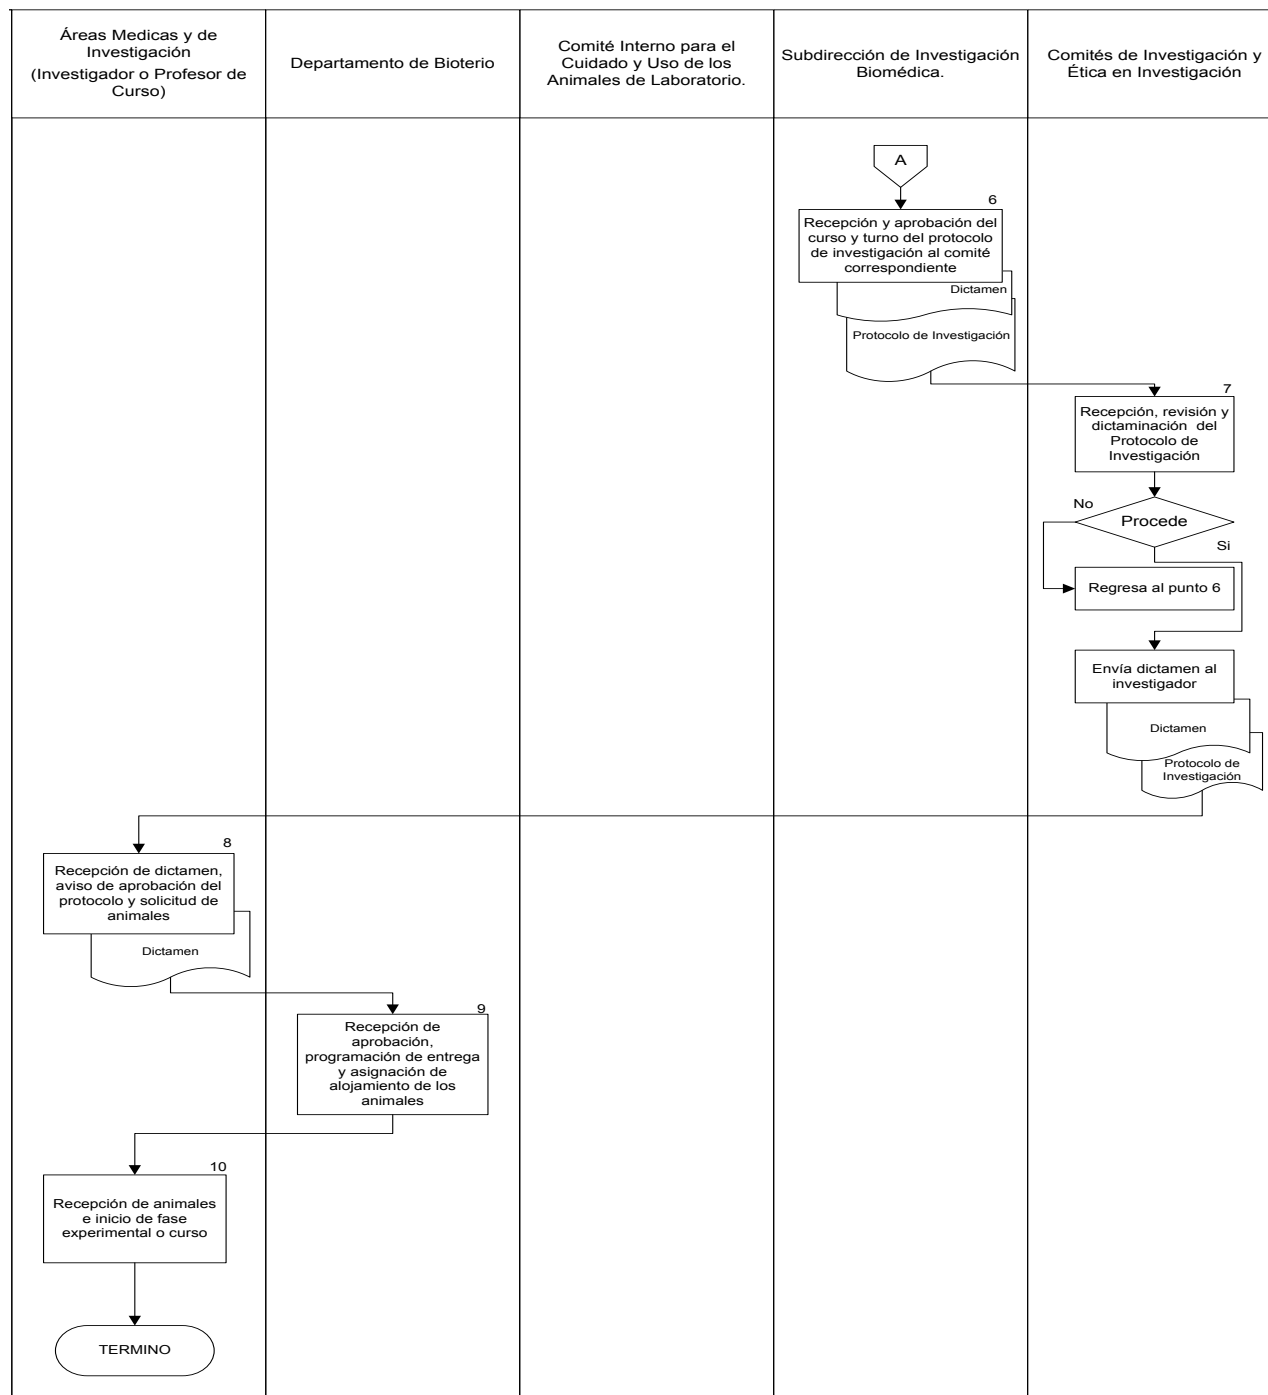 Áreas Medicas y de
Investigación
(Investigador o Profesor de
Curso)
Departamento de Bioterio
Comité Interno para el
Cuidado y Uso de los
Animales de Laboratorio.
Subdirección de Investigación
Biomédica.
Comités de Investigación y
Ética en Investigación
A
6
Recepción y aprobación del
curso y turno del protocolo
de investigación al comité
correspondiente
Dictamen
Protocolo de Investigación
7
Recepción, revisión y
dictaminación del
Protocolo de
Investigación
No
Procede
Si
Regresa al punto 6
Envía dictamen al
investigador
Dictamen
Protocolo de
Investigación
8
Recepción de dictamen,
aviso de aprobación del
protocolo y solicitud de
animales
Dictamen
9
Recepción de
aprobación,
programación de entrega
y asignación de
alojamiento de los
animales
10
Recepción de animales
e inicio de fase
experimental o curso
TERMINO